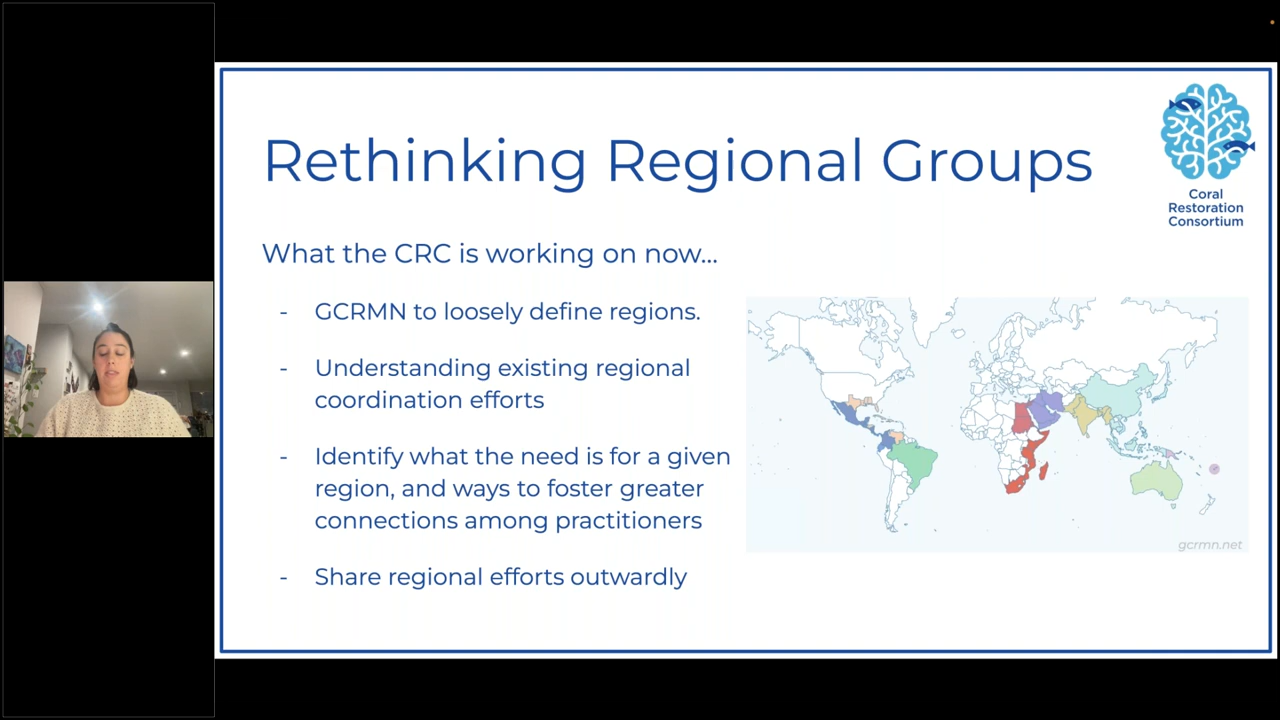 Rethinking Regional Groups
Coral
Restoration
Consortium
What the CRC is working on now...
- GCRMN to loosely define regions.
- Understanding existing regional
coordination efforts
- Identify what the need is for a given
region, and ways to foster greater
connections among practitioners
- Share regional efforts outwardly
gcrmn.net